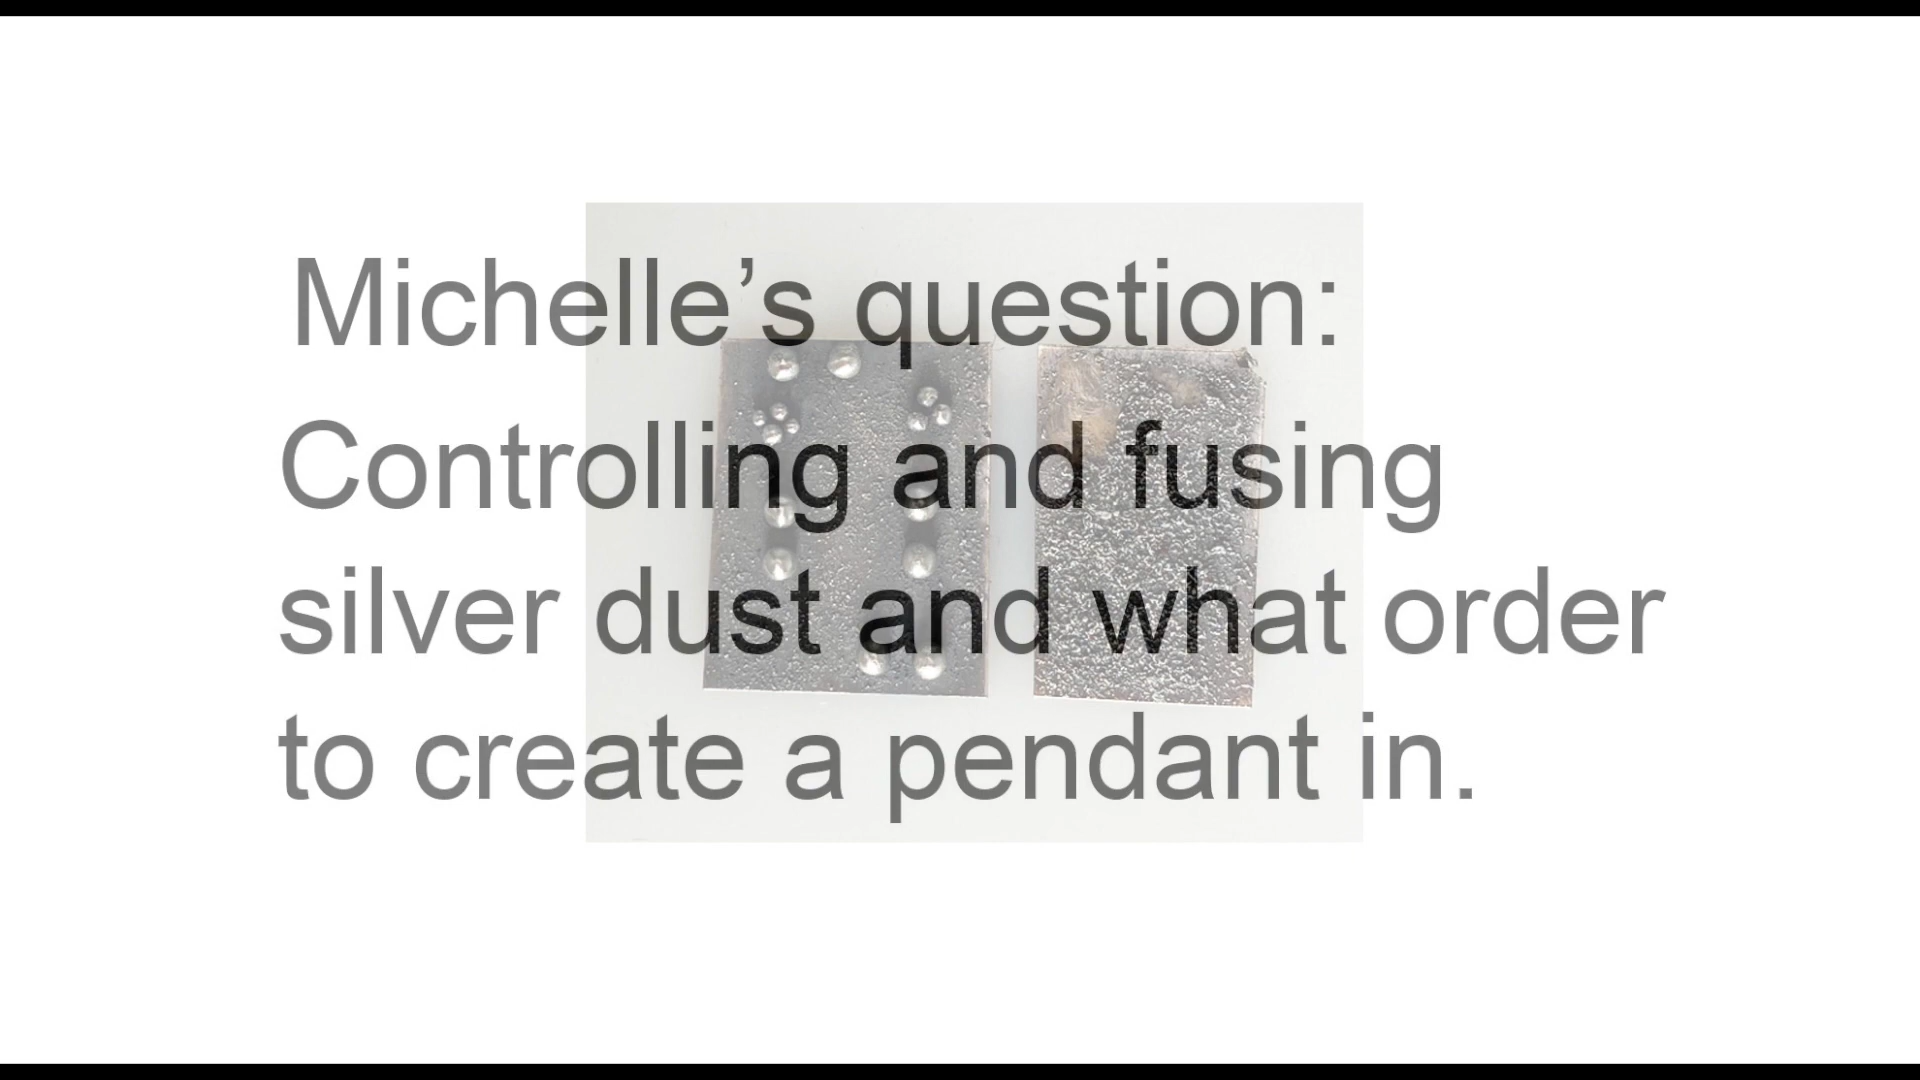 Michelle’s question:
Controlling and fusing
silver dust and what order
to create a pendant in.